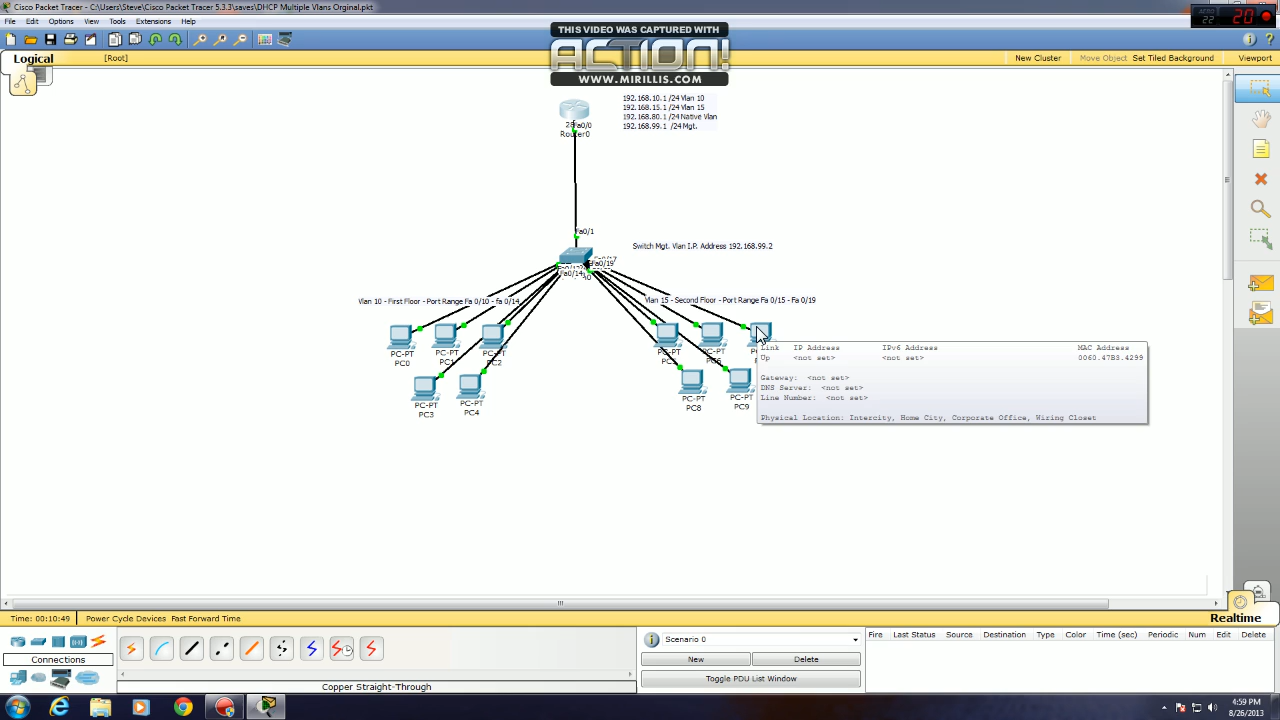 Cisco Packet Tracer - C:\Users\Steve\Cisco Packet Tracer 5.3.3\saves\DHCP Multiple Vlans Orginal.pkt
File Edit Options View Tools Extensions Help
THIS VIDEO WAS CAPTURED WITH
ACTION!
WWW.MIRILLIS.COM
22
20
Logical
[Root]
New Cluster
Move Object
Set Tiled Background
Viewport
192.168.10.1 /24 Vlan 10
192.168.15.1 /24 Vlan 15
192.168.80.1 /24 Native Vlan
192.168.99.1 /24 Mgt.
Fa0/0
Router0
Fa0/1
Switch Mgt. Vlan I.P. Address 192.168.99.2
Fa0/19
Fa0/14
Vlan 10 - First Floor - Port Range Fa 0/10 - fa 0/14
Vlan 15 - Second Floor - Port Range Fa 0/15 - Fa 0/19
PC-PT
PC0
PC-PT
PC1
PC-PT
PC2
PC-PT
PC3
PC-PT
PC4
PC-PT
PC-PT
PC6
PC-PT
PC8
PC-PT
PC9
Link IP Address IPv6 Address MAC Address
Up <not set> <not set> 0060.47B3.4299
Gateway: <not set>
DNS Server: <not set>
Line Number: <not set>
Physical Location: Intercity, Home City, Corporate Office, Wiring Closet
Time: 00:10:49
Power Cycle Devices Fast Forward Time
Realtime
Connections
Copper Straight-Through
Scenario 0
New
Delete
Toggle PDU List Window
Fire Last Status Source Destination Type Color Time (sec) Periodic Num Edit Delete
4:59 PM
8/26/2013